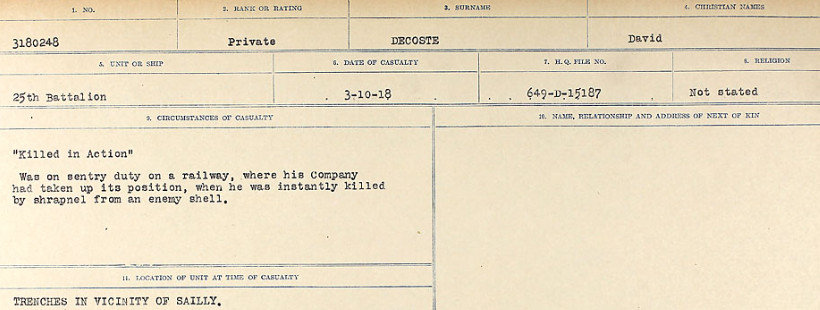 1. NO.
2. RANK OR RATING
3. SURNAME
4. CHRISTIAN NAMES
3180248
Private
DECOSTE
David
5. UNIT OR SHIP
6. DATE OF CASUALTY
7. H. Q. FILE NO.
8. RELIGION
25th Battalion
3-10-18
649-D-15187
Not stated
9. CIRCUMSTANCES OF CASUALTY
10. NAME, RELATIONSHIP AND ADDRESS OF NEXT OF KIN
"Killed in Action"
Was on sentry duty on a railway, where his Company
had taken up its position, when he was instantly killed
by shrapnel from an enemy shell.
11. LOCATION OF UNIT AT TIME OF CASUALTY
TRENCHES IN VICINITY OF SAILLY.